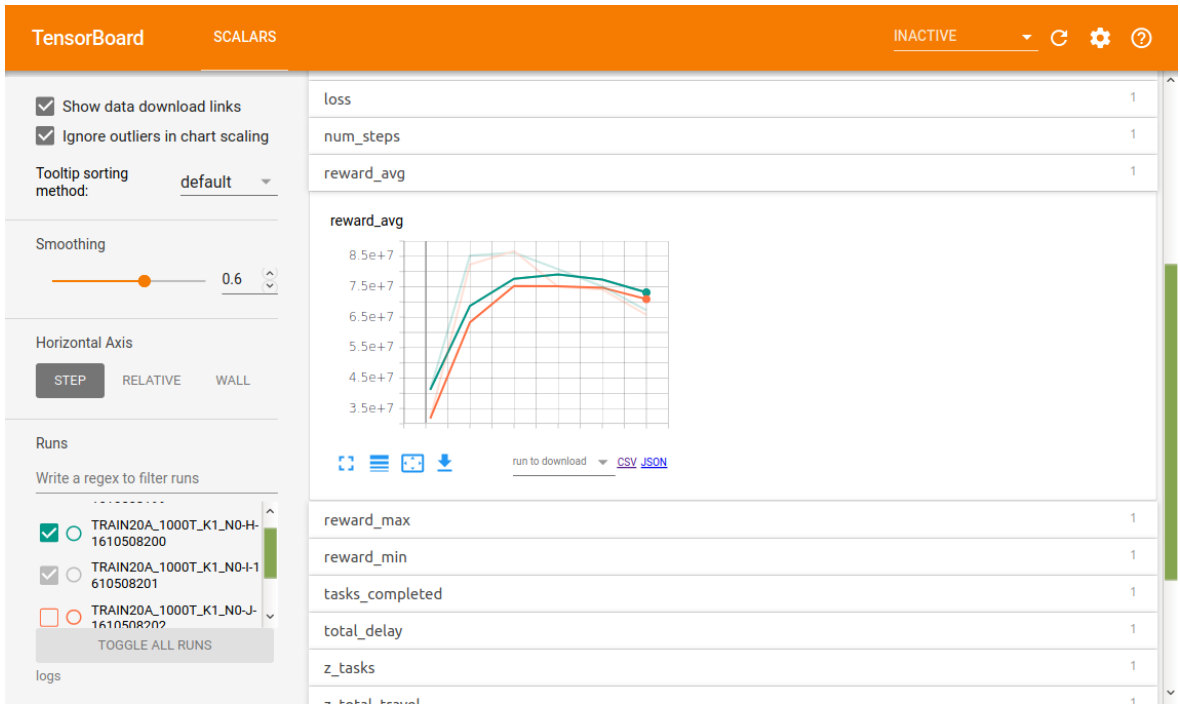 TensorBoard
SCALARS
INACTIVE
Show data download links
Ignore outliers in chart scaling
Tooltip sorting
method:
default
Smoothing
0.6
Horizontal Axis
STEP
RELATIVE
WALL
Runs
Write a regex to filter runs
TRAIN20A_1000T_K1_N0-H-
1610508200
TRAIN20A_1000T_K1_N0-I-1
610508201
TRAIN20A_1000T_K1_N0-J-
1610508202
TOGGLE ALL RUNS
logs
loss 1
num_steps 1
reward_avg 1
reward_avg
8.5e+7
7.5e+7
6.5e+7
5.5e+7
4.5e+7
3.5e+7
run to download
CSV JSON
reward_max 1
reward_min 1
tasks_completed 1
total_delay 1
z_tasks 1
z_total_travel 1